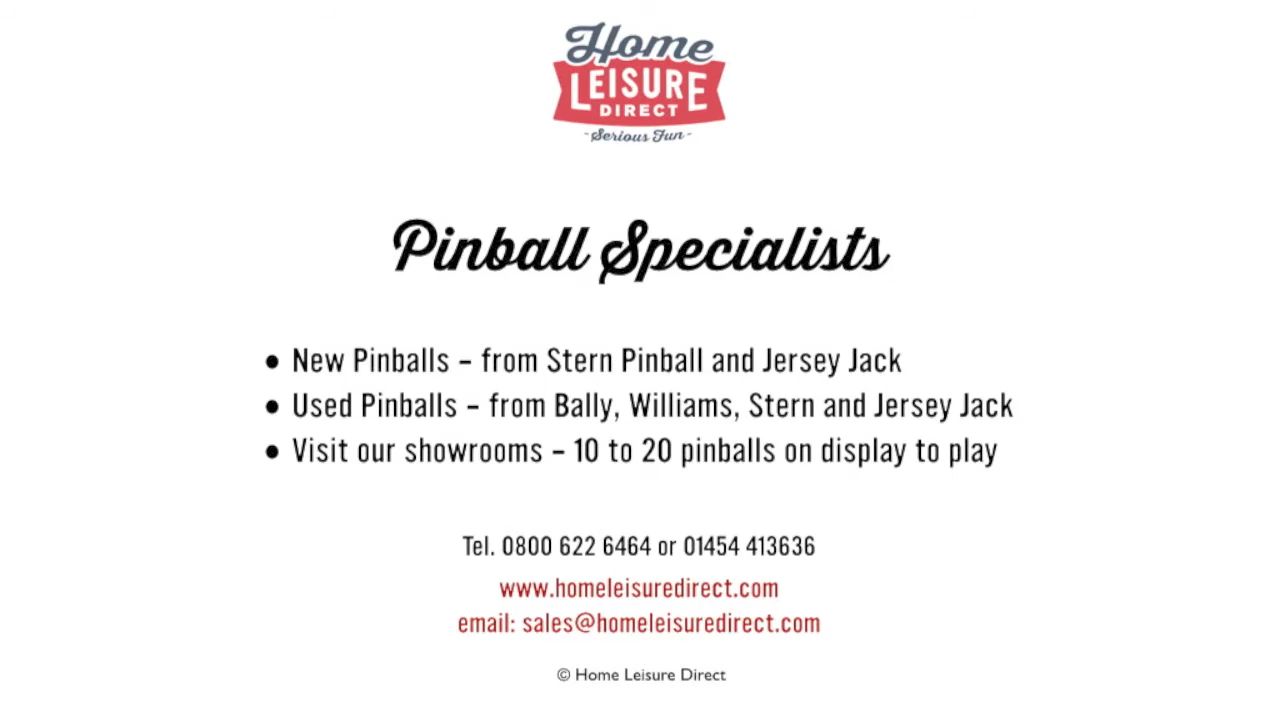 Home
LEISURE
DIRECT
-Serious Fun-
Pinball Specialists
• New Pinballs – from Stern Pinball and Jersey Jack
• Used Pinballs – from Bally, Williams, Stern and Jersey Jack
• Visit our showrooms – 10 to 20 pinballs on display to play
Tel. 0800 622 6464 or 01454 413636
www.homeleisuredirect.com
email: sales@homeleisuredirect.com
© Home Leisure Direct